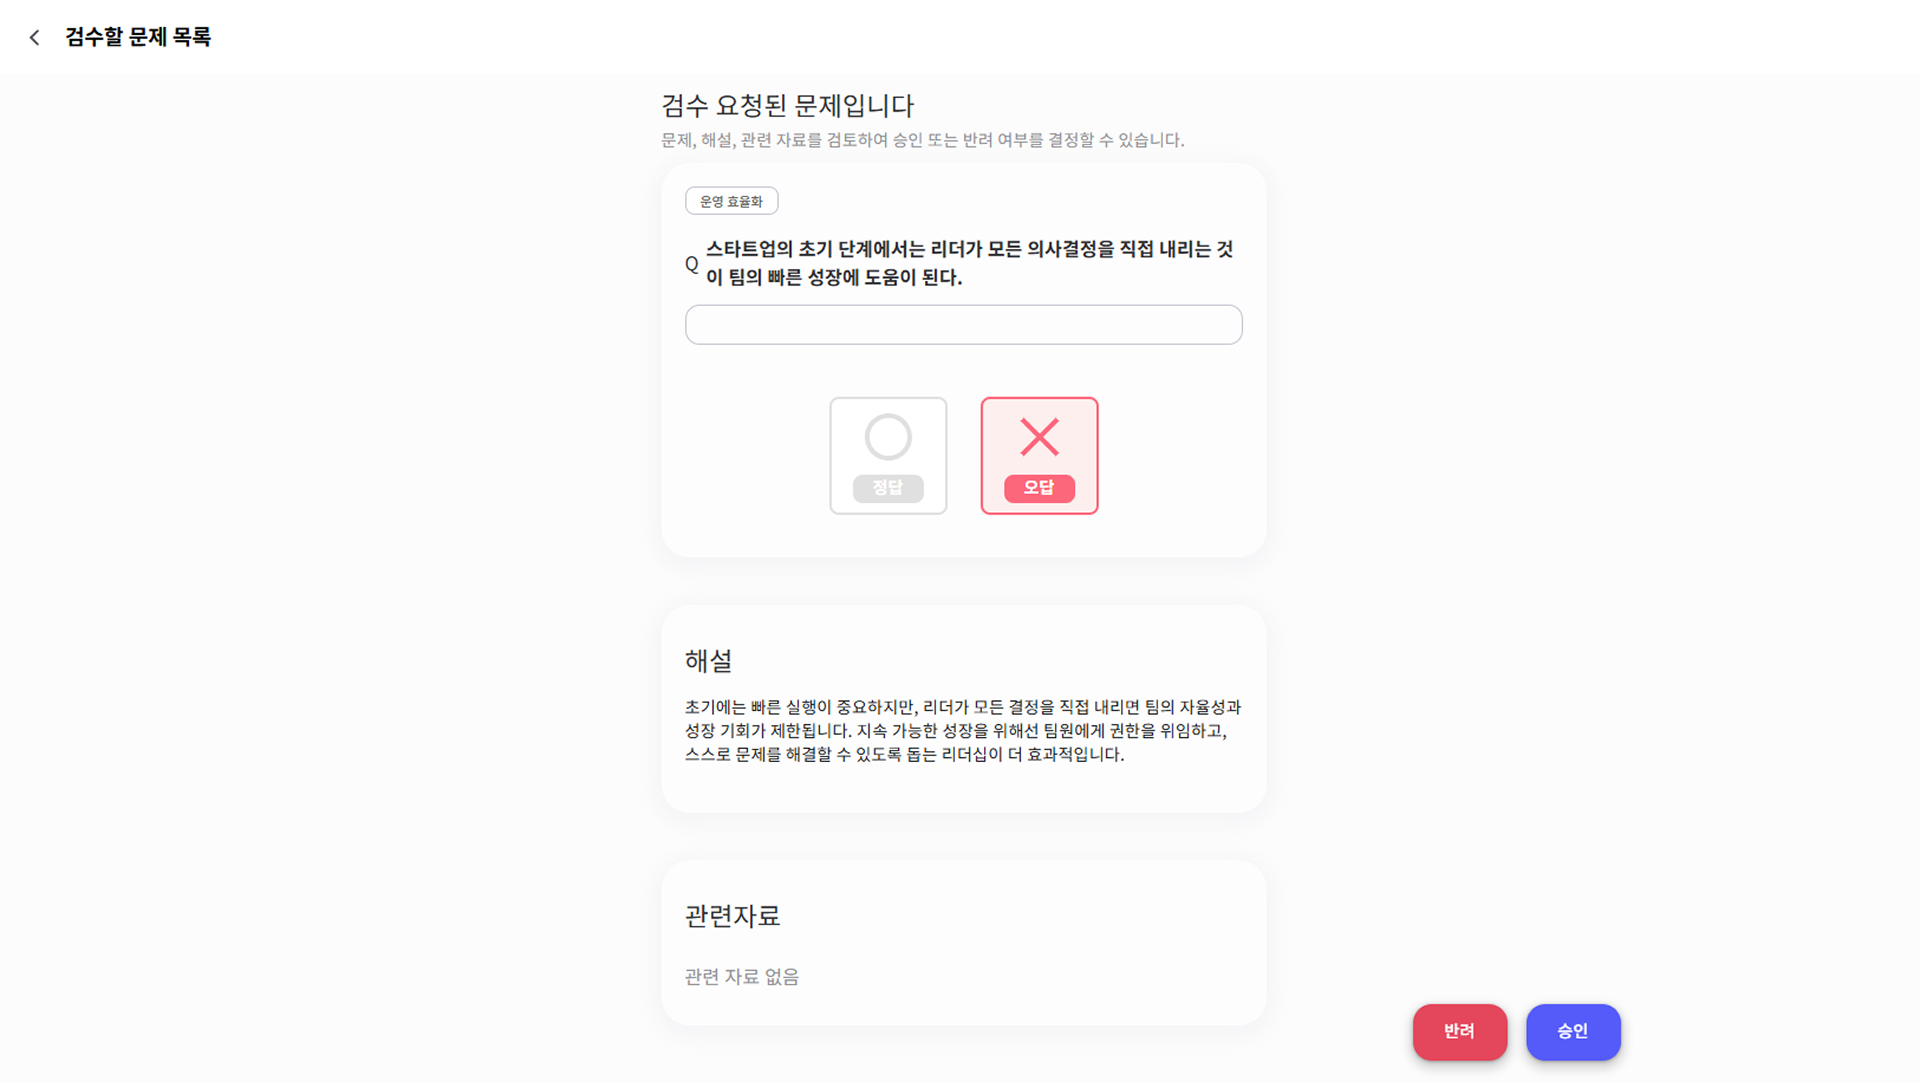 검수할 문제 목록
검수 요청된 문제입니다
문제, 해설, 관련 자료를 검토하여 승인 또는 반려 여부를 결정할 수 있습니다.
운영 효율화
Q 스타트업의 초기 단계에서는 리더가 모든 의사결정을 직접 내리는 것
이 팀의 빠른 성장에 도움이 된다.
정답
오답
해설
초기에는 빠른 실행이 중요하지만, 리더가 모든 결정을 직접 내리면 팀의 자율성과
성장 기회가 제한됩니다. 지속 가능한 성장을 위해선 팀원에게 권한을 위임하고,
스스로 문제를 해결할 수 있도록 돕는 리더십이 더 효과적입니다.
관련자료
관련 자료 없음
반려
승인